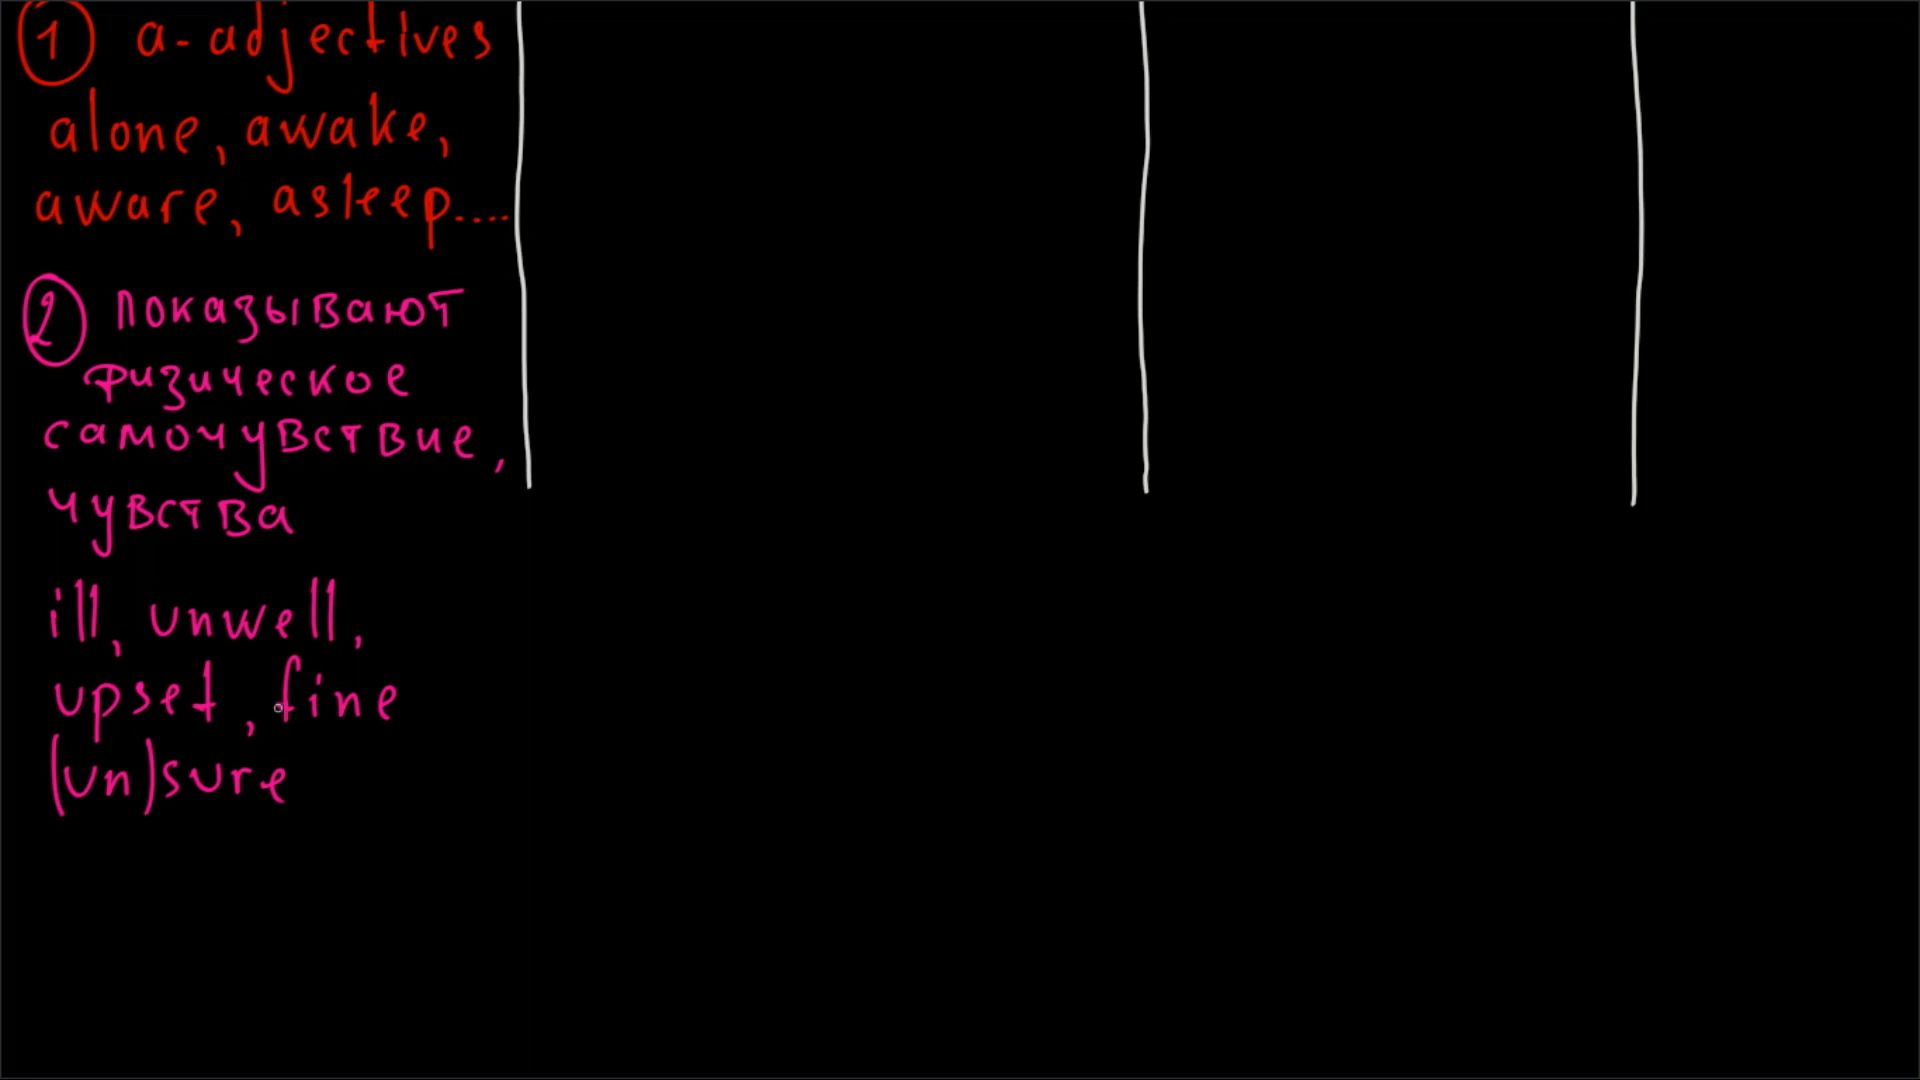 1 a-adjectives
alone, awake,
aware, asleep....
2 показывают
физическое
самочувствие,
чувства
ill, unwell,
upset, fine
(un)sure